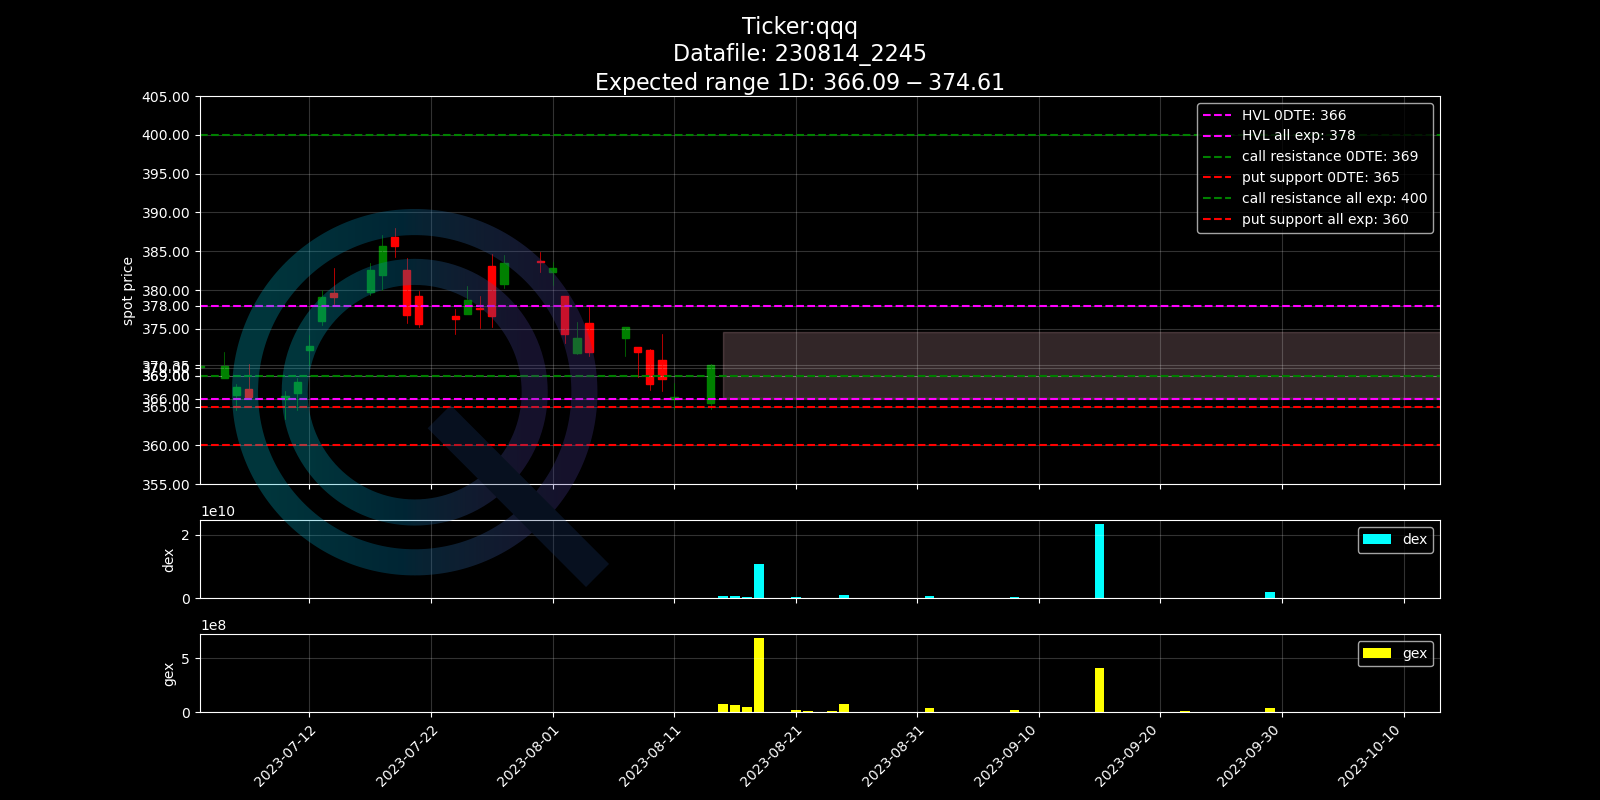 Ticker:qqq
Datafile: 230814_2245
Expected range 1D: 366.09 − 374.61
405.00
400.00
395.00
390.00
385.00
380.00
378.00
375.00
370.35
369.00
366.00
365.00
360.00
355.00
spot price
HVL 0DTE: 366
HVL all exp: 378
call resistance 0DTE: 369
put support 0DTE: 365
call resistance all exp: 400
put support all exp: 360
1e10
2
0
dex
dex
1e8
5
0
gex
gex
2023-07-12
2023-07-22
2023-08-01
2023-08-11
2023-08-21
2023-08-31
2023-09-10
2023-09-20
2023-09-30
2023-10-10